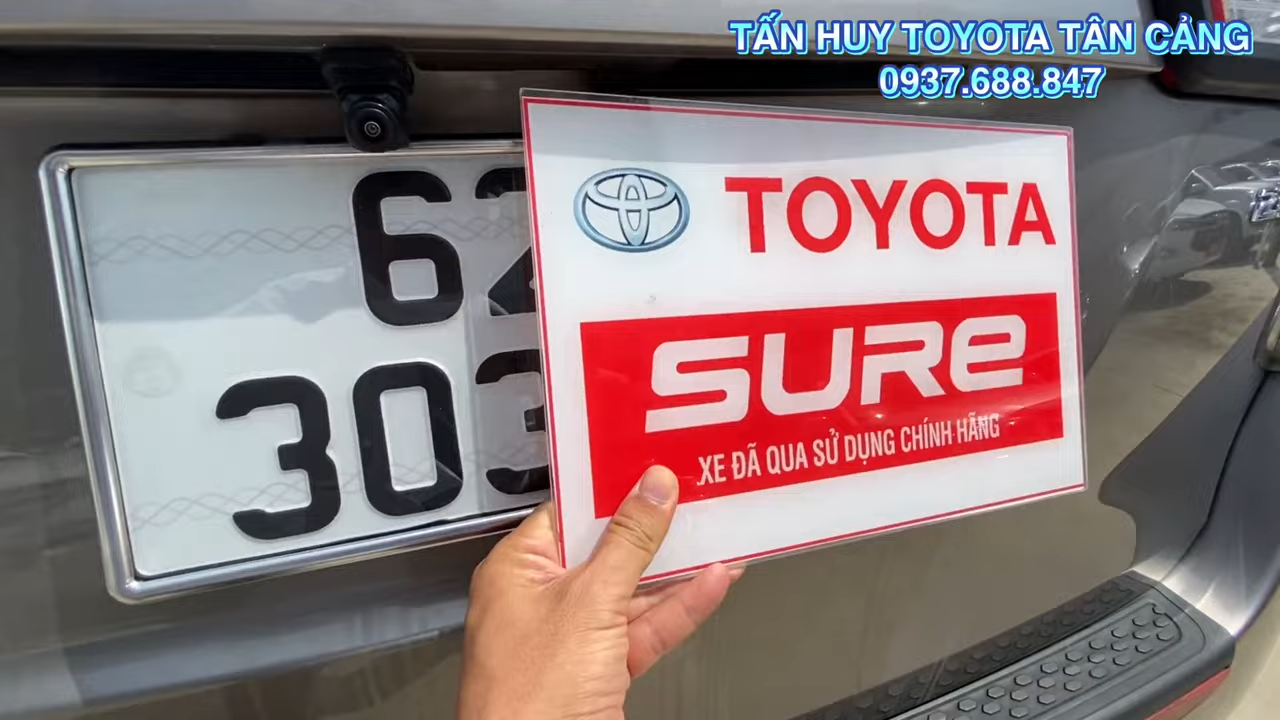 TẤN HUY TOYOTA TÂN CẢNG
0937.688.847
TOYOTA
SURE
XE ĐÃ QUA SỬ DỤNG CHÍNH HÃNG
62
303